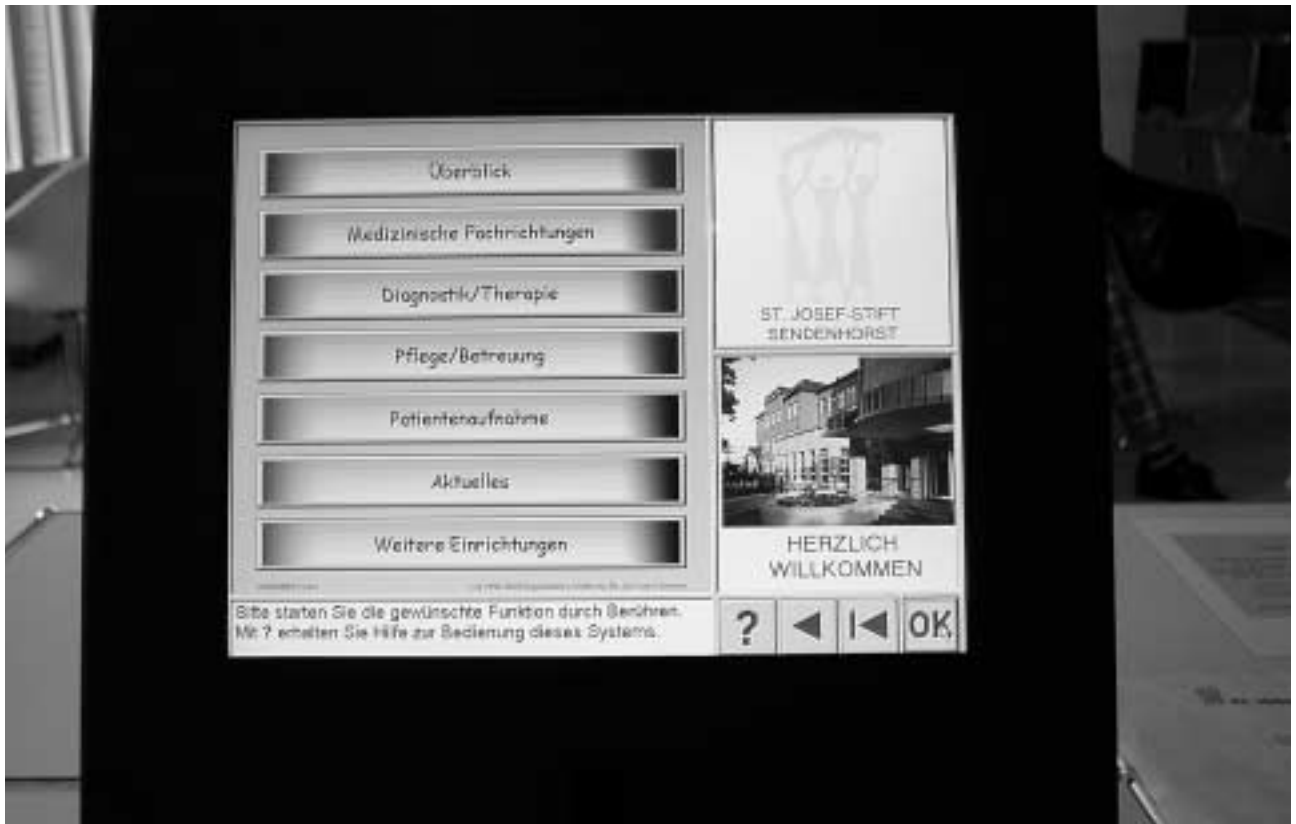 Überblick
Medizinische Fachrichtungen
Diagnostik/Therapie
Pflege/Betreuung
Patientenaufnahme
Aktuelles
Weitere Einrichtungen
ST. JOSEF-STIFT
SENDENHORST
HERZLICH
WILLKOMMEN
Bitte starten Sie die gewünschte Funktion durch Berühren.
Mit ? erhalten Sie Hilfe zur Bedienung dieses Systems.
? OK